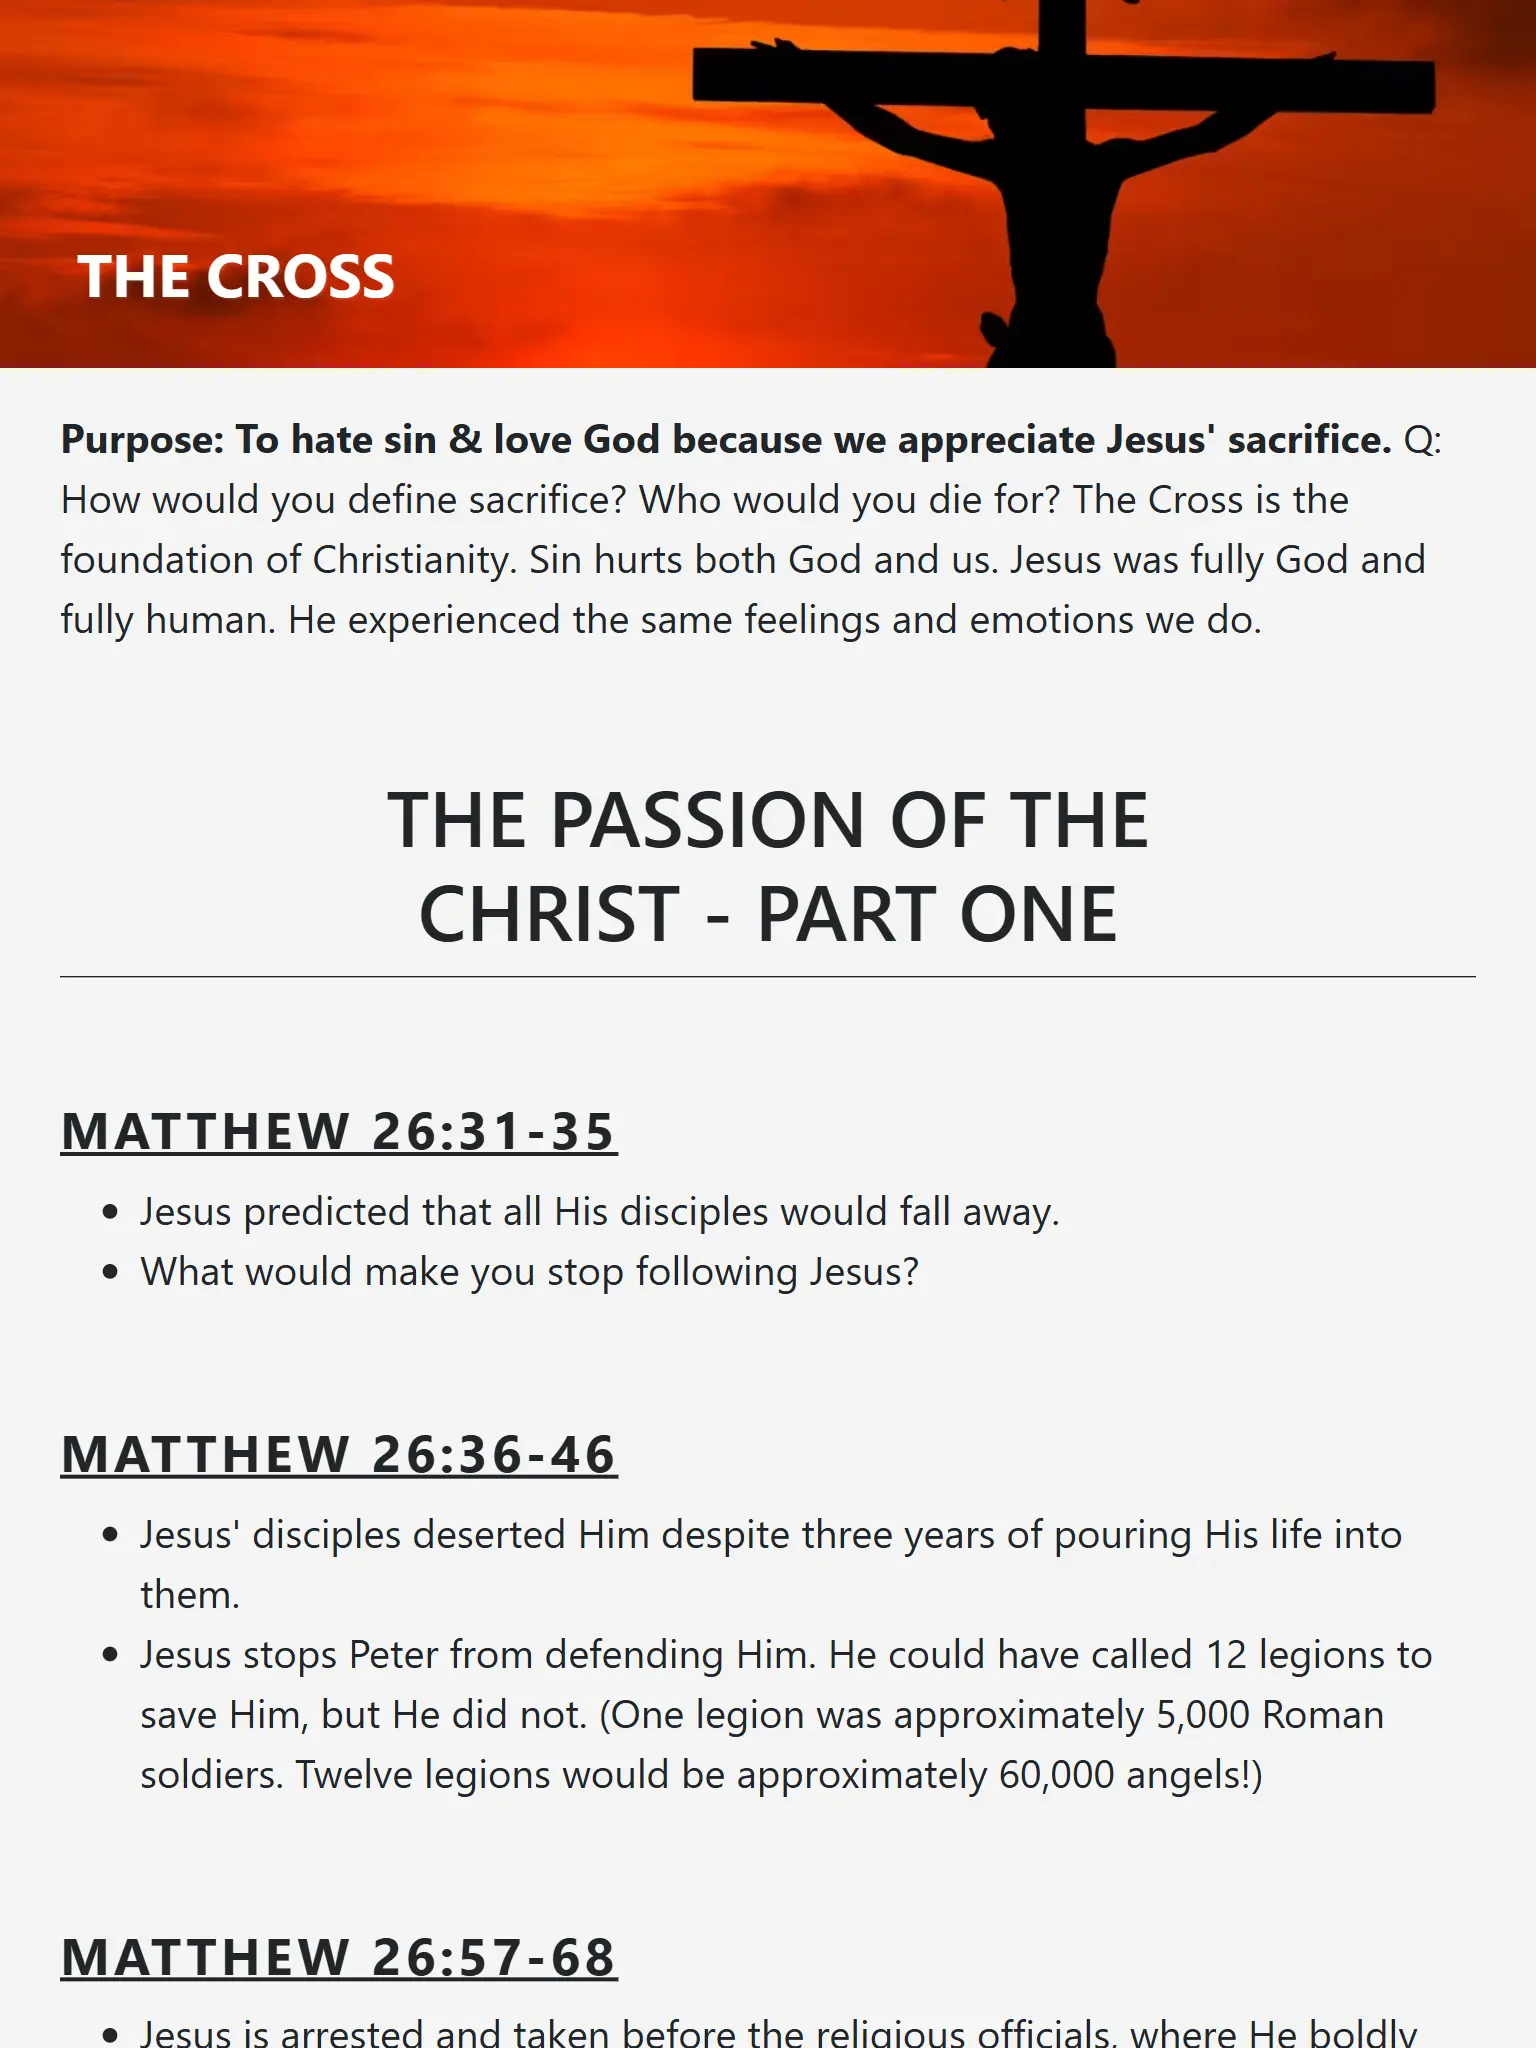 THE CROSS
Purpose: To hate sin & love God because we appreciate Jesus' sacrifice. Q:
How would you define sacrifice? Who would you die for? The Cross is the
foundation of Christianity. Sin hurts both God and us. Jesus was fully God and
fully human. He experienced the same feelings and emotions we do.
THE PASSION OF THE
CHRIST - PART ONE
MATTHEW 26:31-35
• Jesus predicted that all His disciples would fall away.
• What would make you stop following Jesus?
MATTHEW 26:36-46
• Jesus' disciples deserted Him despite three years of pouring His life into
them.
• Jesus stops Peter from defending Him. He could have called 12 legions to
save Him, but He did not. (One legion was approximately 5,000 Roman
soldiers. Twelve legions would be approximately 60,000 angels!)
MATTHEW 26:57-68
• Jesus is arrested and taken before the religious officials, where He boldly